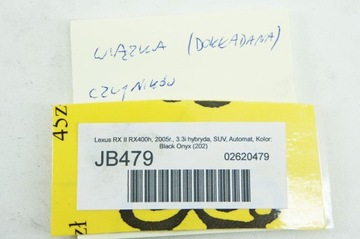 WIĄZKA (DOKŁADANA)
CZUJNIKÓW
45zł
Lexus RX II RX400h, 2005r., 3.3i hybryda, SUV, Automat, Kolor:
Black Onyx (202)
JB479 02620479